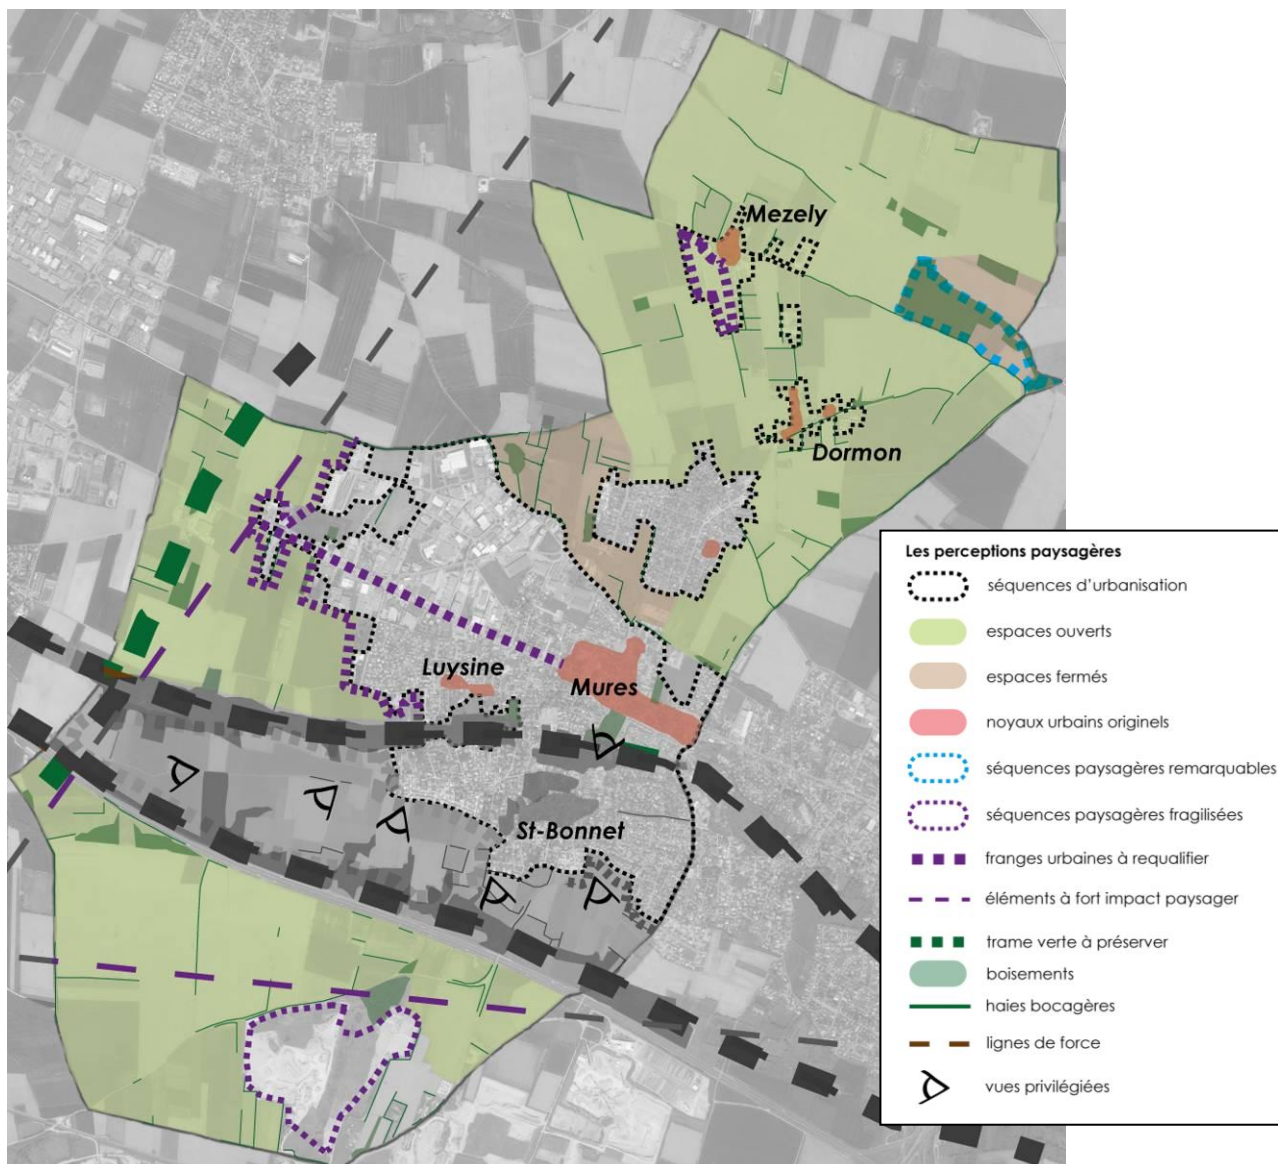 Mezely
Dormon
Luysine
Mures
St-Bonnet
Les perceptions paysagères
séquences d'urbanisation
espaces ouverts
espaces fermés
noyaux urbains originels
séquences paysagères remarquables
séquences paysagères fragilisées
franges urbaines à requalifier
éléments à fort impact paysager
trame verte à préserver
boisements
haies bocagères
lignes de force
vues privilégiées